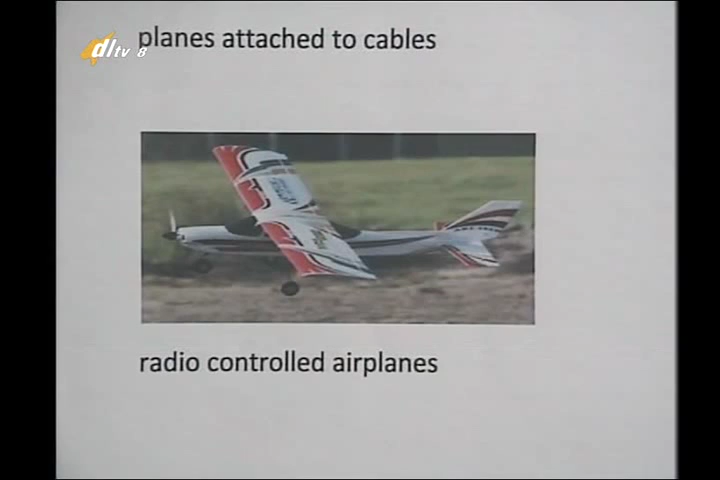 planes attached to cables
dltv 8
radio controlled airplanes